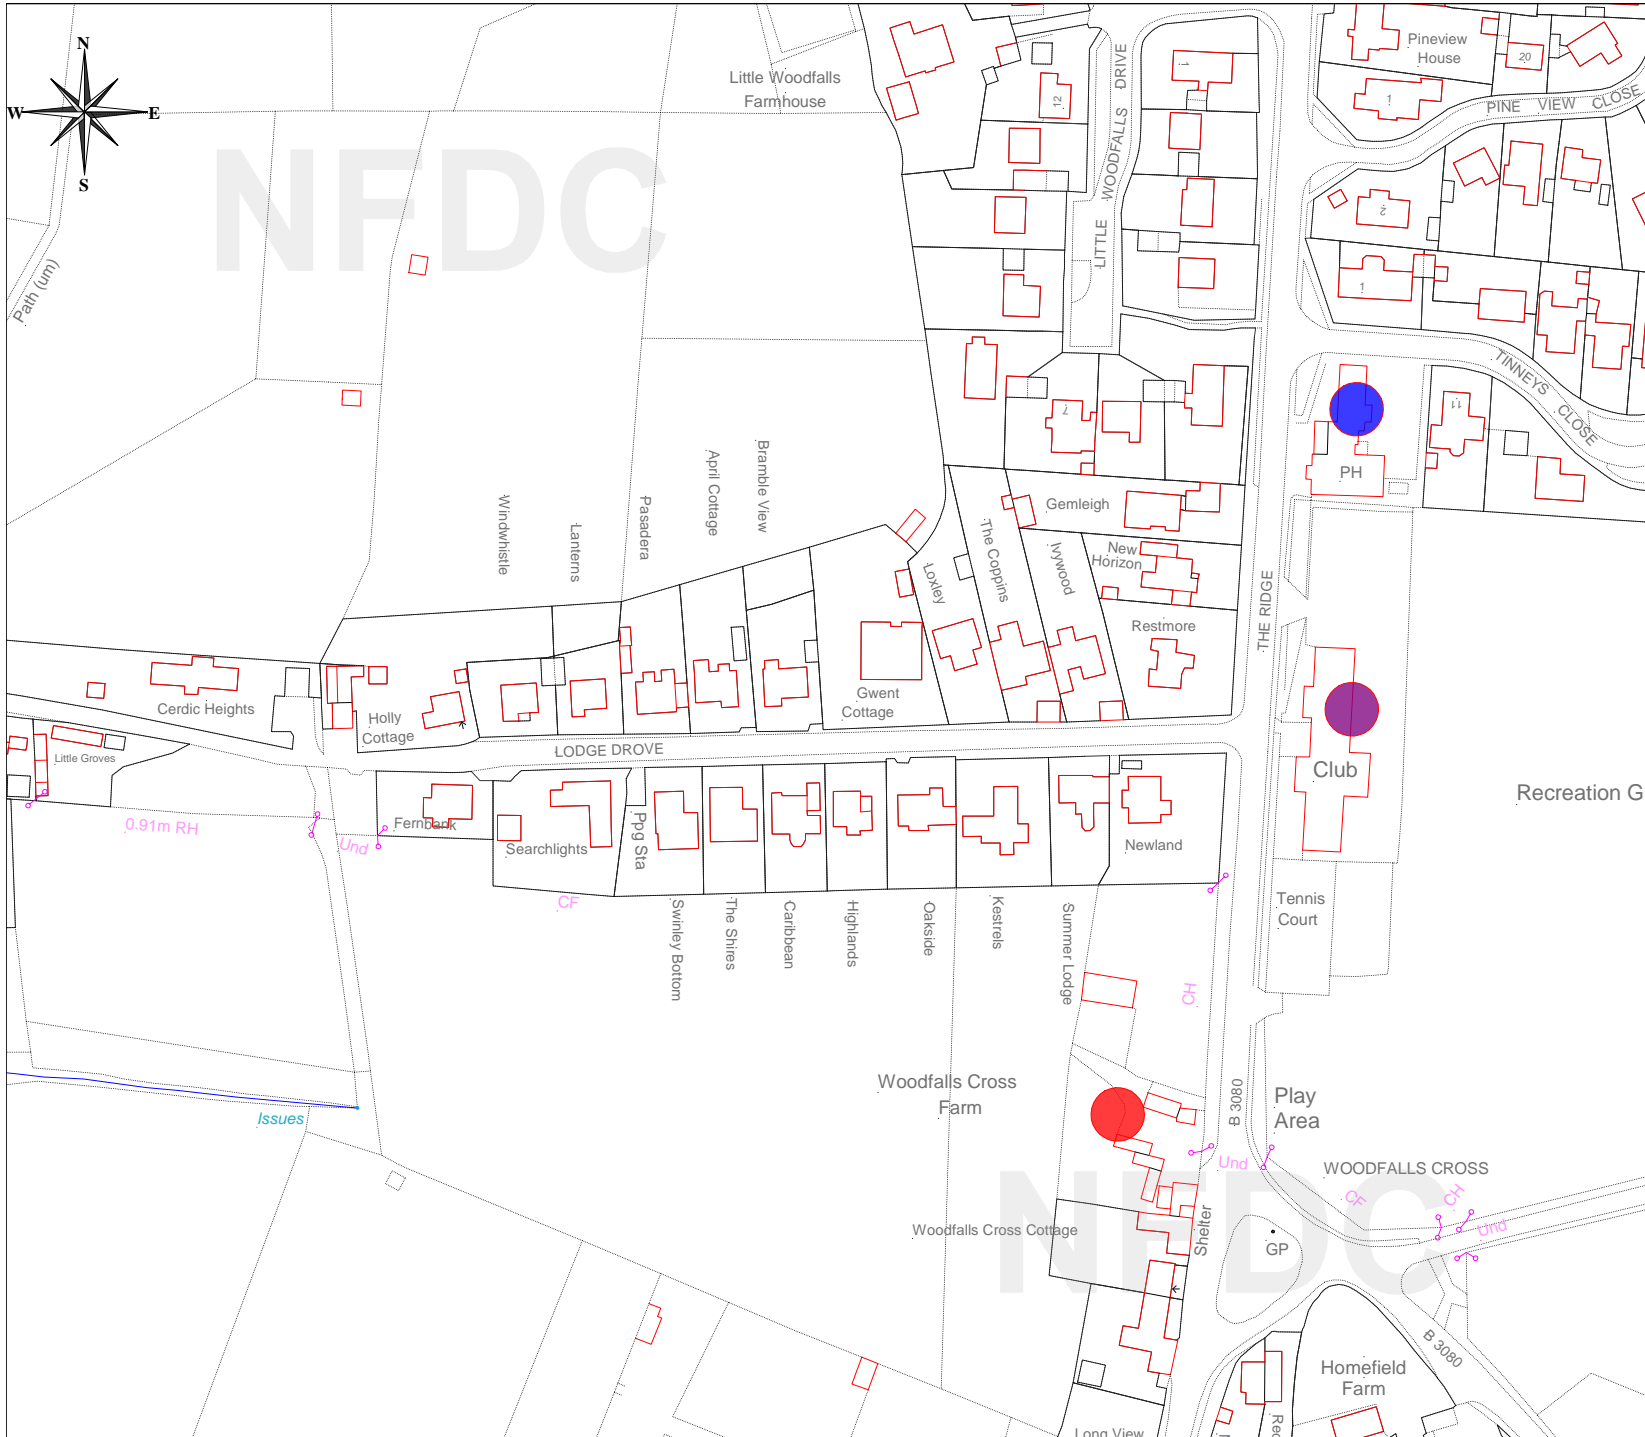 N
W
E
S
NFDC
Path (um)
Little Woodfalls
Farmhouse
12
1
LITTLE WOODFALLS DRIVE
Pineview
House
20
1
PINE VIEW CLOSE
2
1
TINNEYS CLOSE
11
7
PH
THE RIDGE
Windwhistle
Lanterns
Pasadera
April Cottage
Bramble View
Gemleigh
The Coppins
Ivywood
New
Horizon
Loxley
Restmore
Gwent
Cottage
Cerdic Heights
Holly
Cottage
LODGE DROVE
Little Groves
0.91m RH
Und
Fernbank
Searchlights
Ppg Sta
CF
Newland
Club
Recreation G
Tennis
Court
Swinley Bottom
The Shires
Caribbean
Highlands
Oakside
Kestrels
Summer Lodge
CH
Issues
Woodfalls Cross
Farm
B 3080
Play
Area
Und
WOODFALLS CROSS
CF
CH
Und
NFDC
Woodfalls Cross Cottage
Shelter
GP
B 3080
Homefield
Farm
Long View